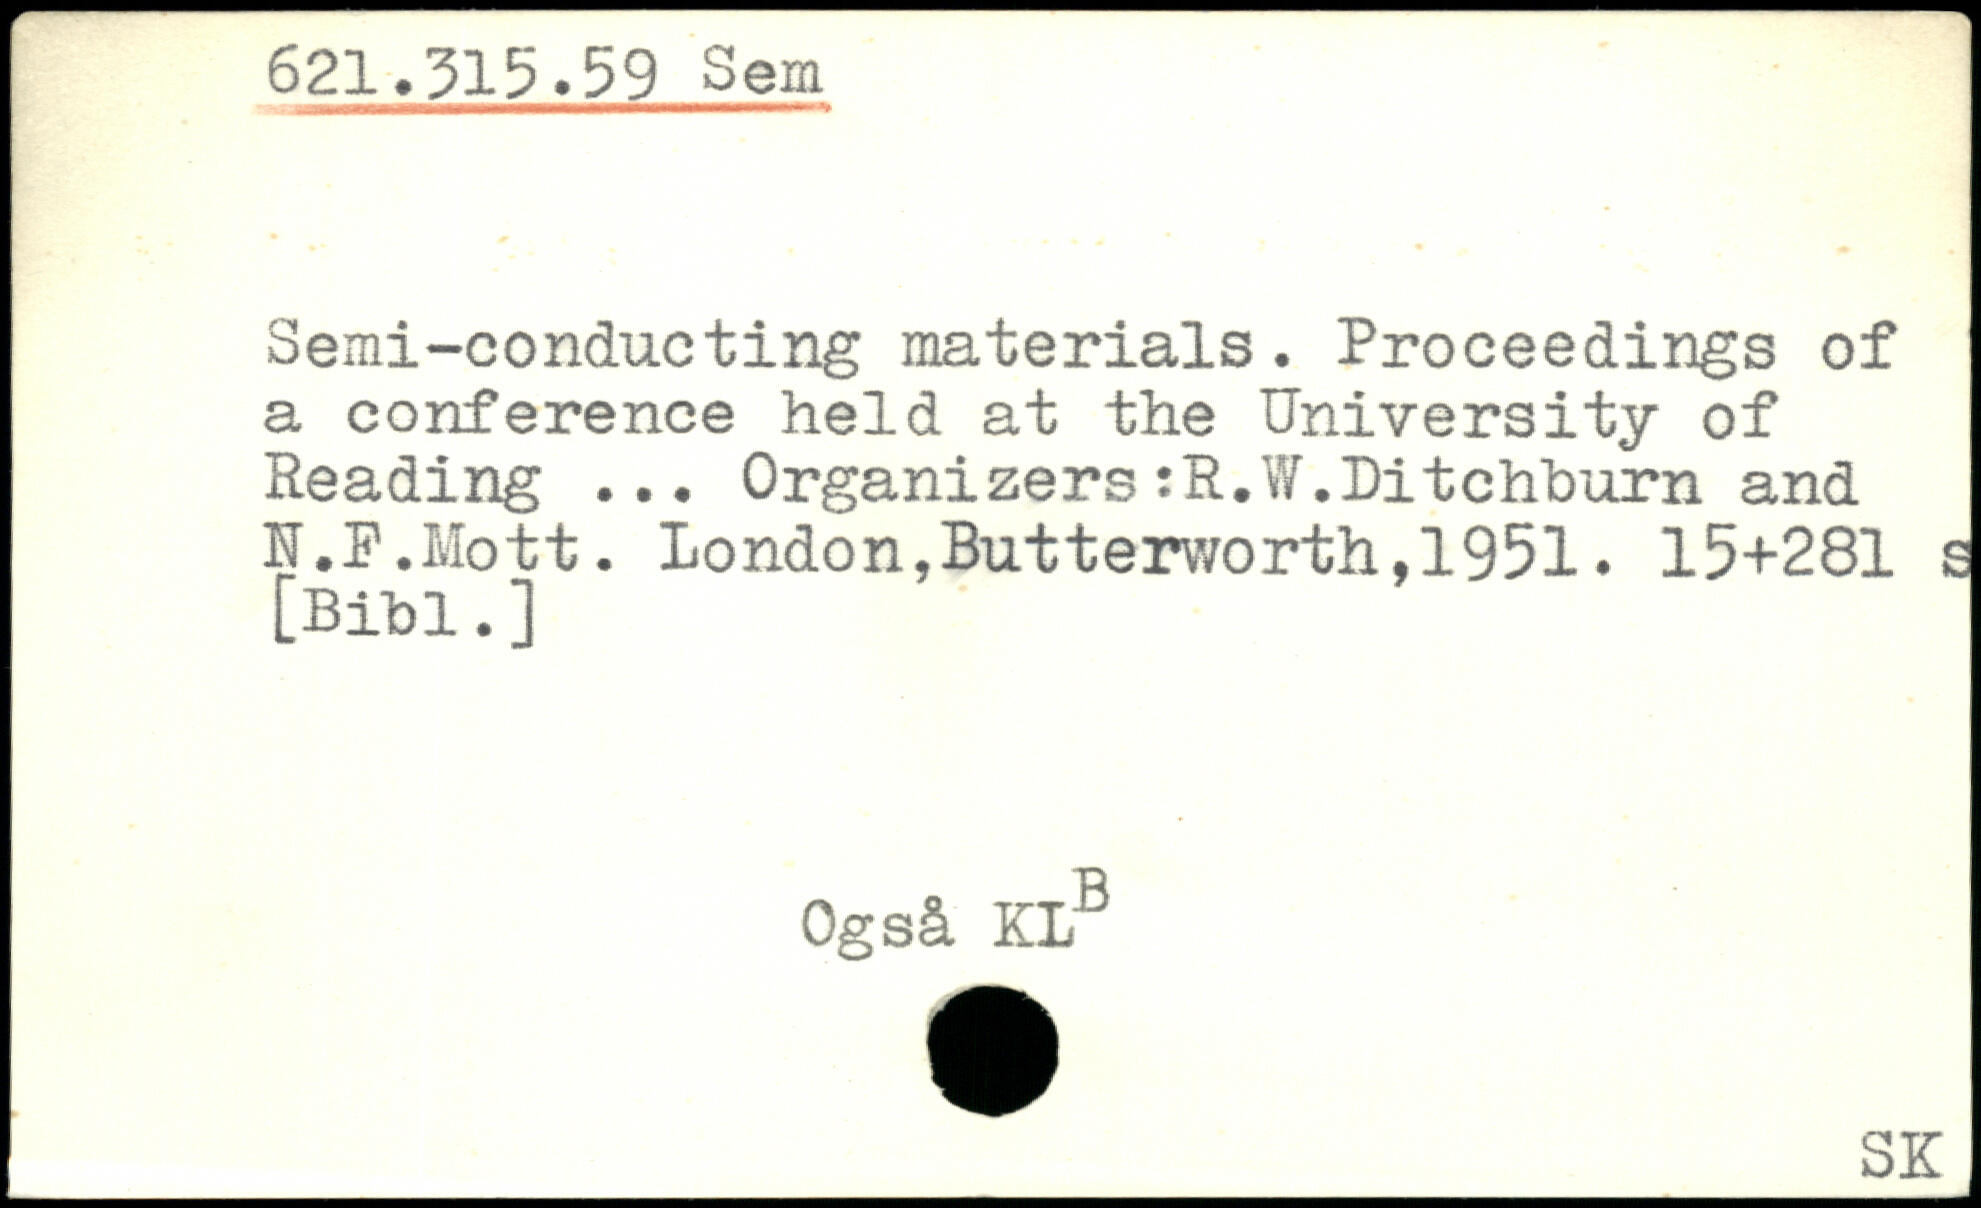 621.315.59 Sem
Semi-conducting materials. Proceedings of
a conference held at the University of
Reading ... Organizers:R.W.Ditchburn and
N.F.Mott. London,Butterworth,1951. 15+281 s
[Bibl.]
Også KL^B
SK